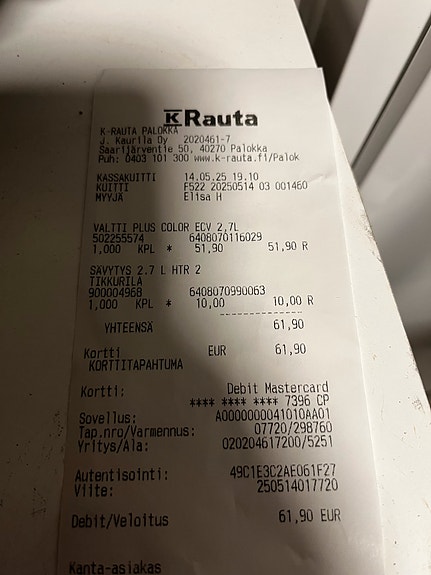 K Rauta
K-RAUTA PALOKKA
J. Kaurila Oy 2020461-7
Saarijärventie 50, 40270 Palokka
Puh: 0403 101 300 www.k-rauta.fi/Palok
KASSAKUITTI 14.05.25 19.10
KUITTI F522 20250514 03 001460
MYYJÄ Elisa H
VALTTI PLUS COLOR ECV 2,7L
502255574 6408070116029
1,000 KPL * 51,90 51,90 R
SÄVYTYS 2.7 L HTR 2
TIKKURILA
900004968 6408070990063
1,000 KPL * 10,00 10,00 R
--------------
YHTEENSÄ 61,90
Kortti EUR 61,90
KORTTITAPAHTUMA
Kortti: Debit Mastercard
**** **** **** 7396 CP
Sovellus: A0000000041010AA01
Tap.nro/Varmennus: 07720/298760
Yritys/Ala: 020204617200/5251
Autentisointi: 49C1E3C2AE061F27
Viite: 250514017720
Debit/Veloitus 61,90 EUR
Kanta-asiakas